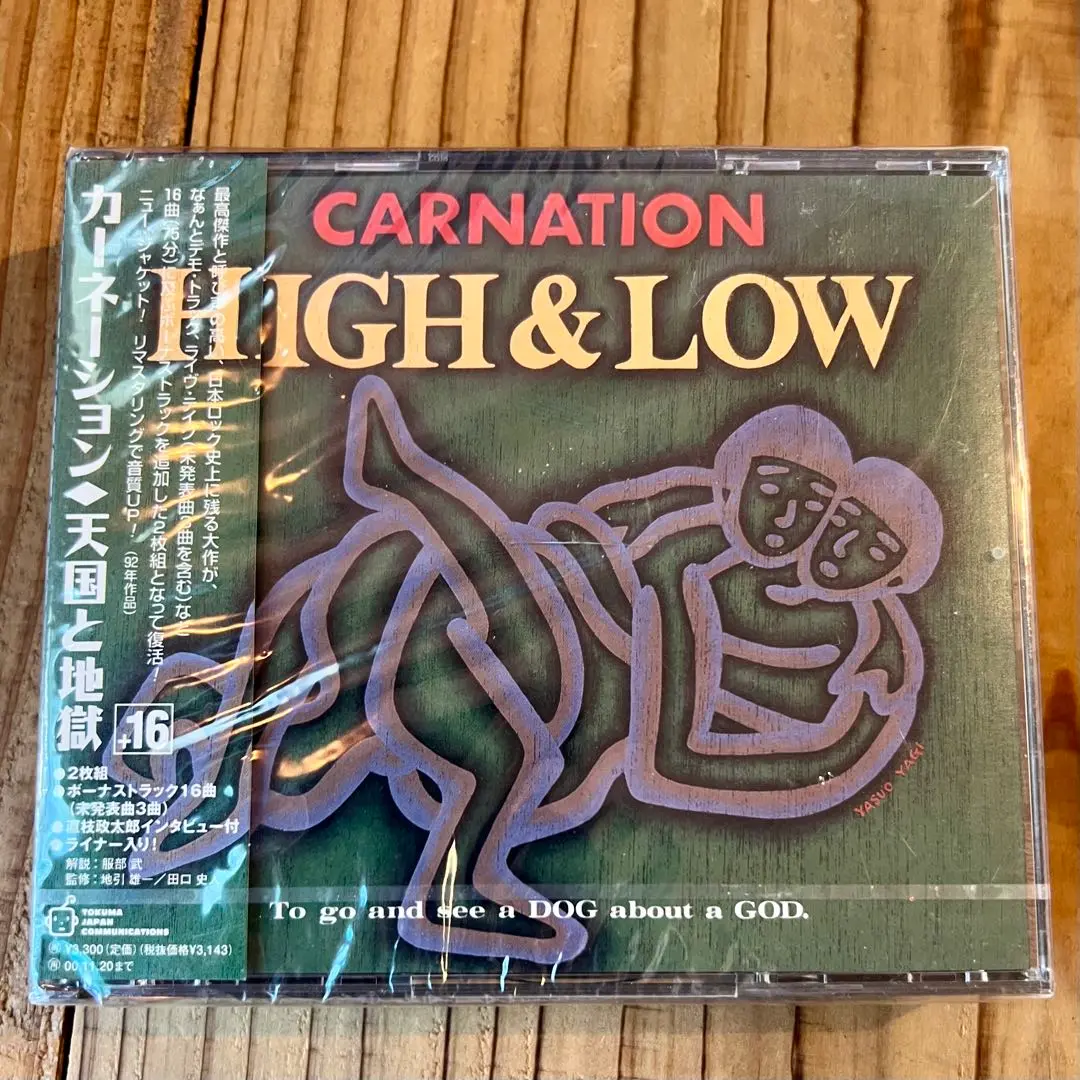 CARNATION
HIGH & LOW
カーネーション◆天国と地獄
+16
最高傑作と呼び声の高い、日本ロック史上に残る大作が、
なぁんとデモ・トラック、ライヴ・テイク(未発表曲3曲を含む)など
16曲(75分)におよぶボーナストラックを追加した2枚組となって復活!
ニュー・ジャケット! リマスタリングで音質UP! (92年作品)
●2枚組
●ボーナストラック16曲
(未発表曲3曲)
●直枝政太郎インタビュー付
●ライナー入り!
解説:服部 武
監修:地引 雄一/田口 史人
TOKUMA
JAPAN
COMMUNICATIONS
¥3,300(定価)(税抜価格¥3,143)
00.11.20まで
YASUO YAGI
To go and see a DOG about a GOD.